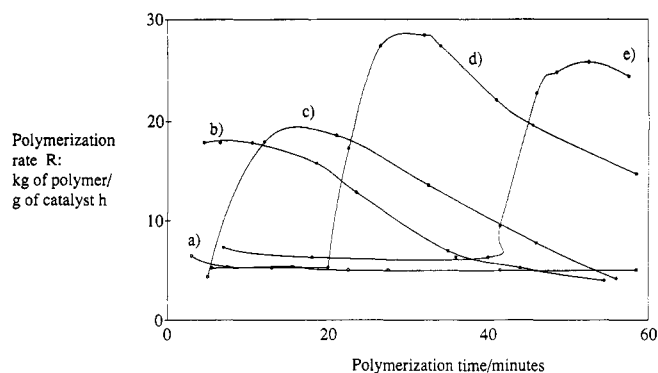 30
20
10
0
Polymerization
rate R:
kg of polymer/
g of catalyst h
a)
b)
c)
d)
e)
0
20
40
60
Polymerization time/minutes